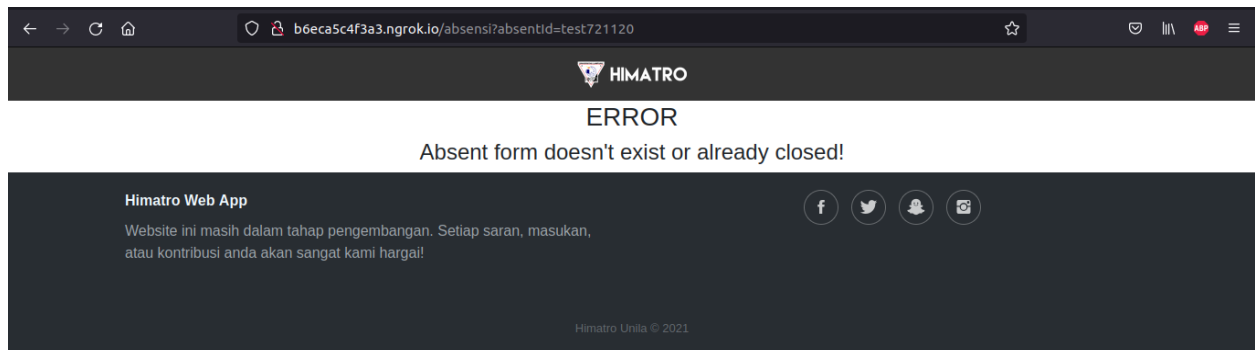 b6eca5c4f3a3.ngrok.io/absensi?absentId=test721120
ABP
HIMATRO
ERROR
Absent form doesn't exist or already closed!
Himatro Web App
Website ini masih dalam tahap pengembangan. Setiap saran, masukan,
atau kontribusi anda akan sangat kami hargai!
Himatro Unila © 2021